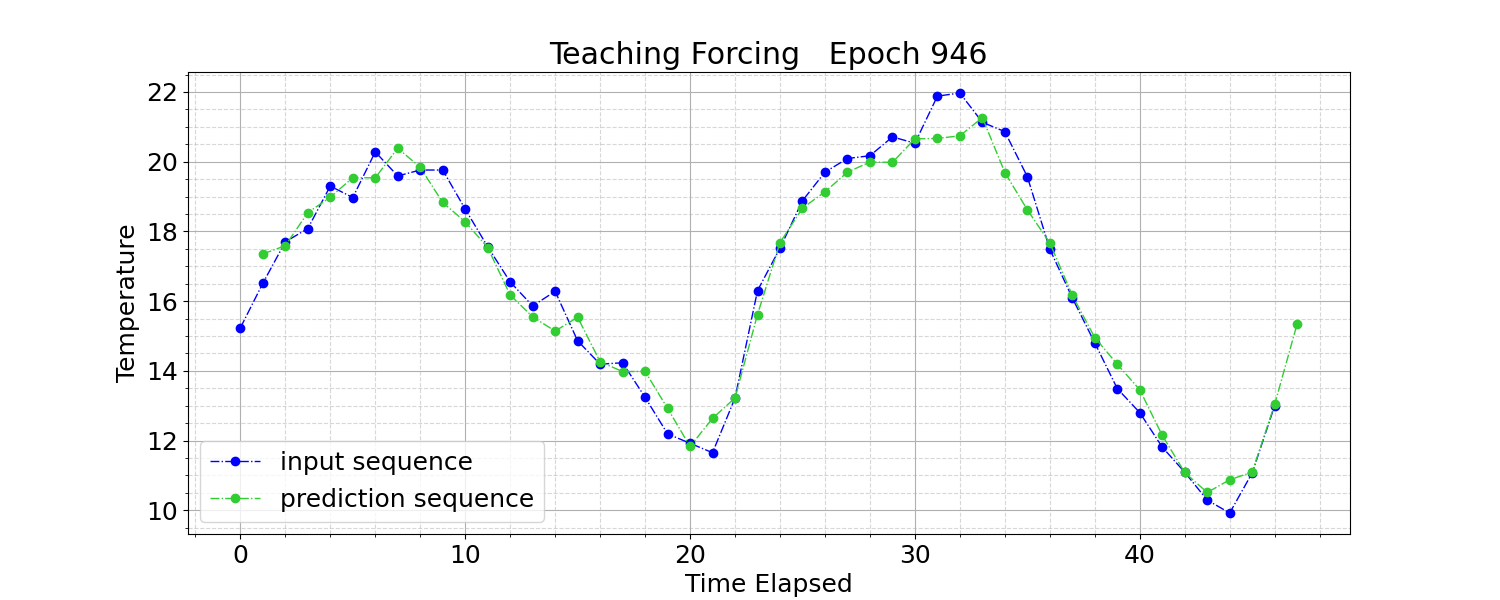 Teaching Forcing   Epoch 946
Temperature
22
20
18
16
14
12
10
input sequence
prediction sequence
0 10 20 30 40
Time Elapsed